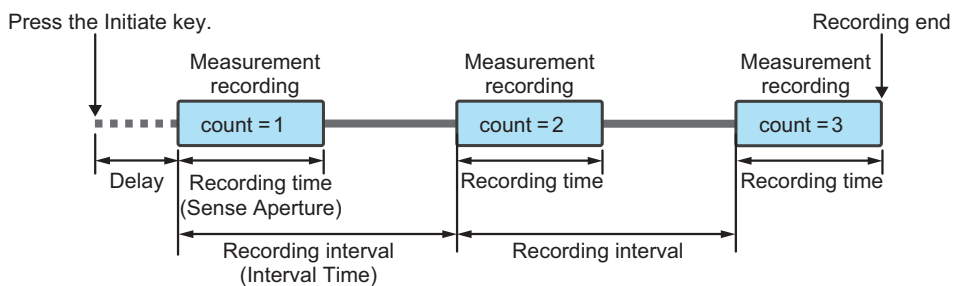 Press the Initiate key.
Recording end
Measurement
recording
Measurement
recording
Measurement
recording
count = 1
count = 2
count = 3
Delay
Recording time
(Sense Aperture)
Recording time
Recording time
Recording interval
(Interval Time)
Recording interval